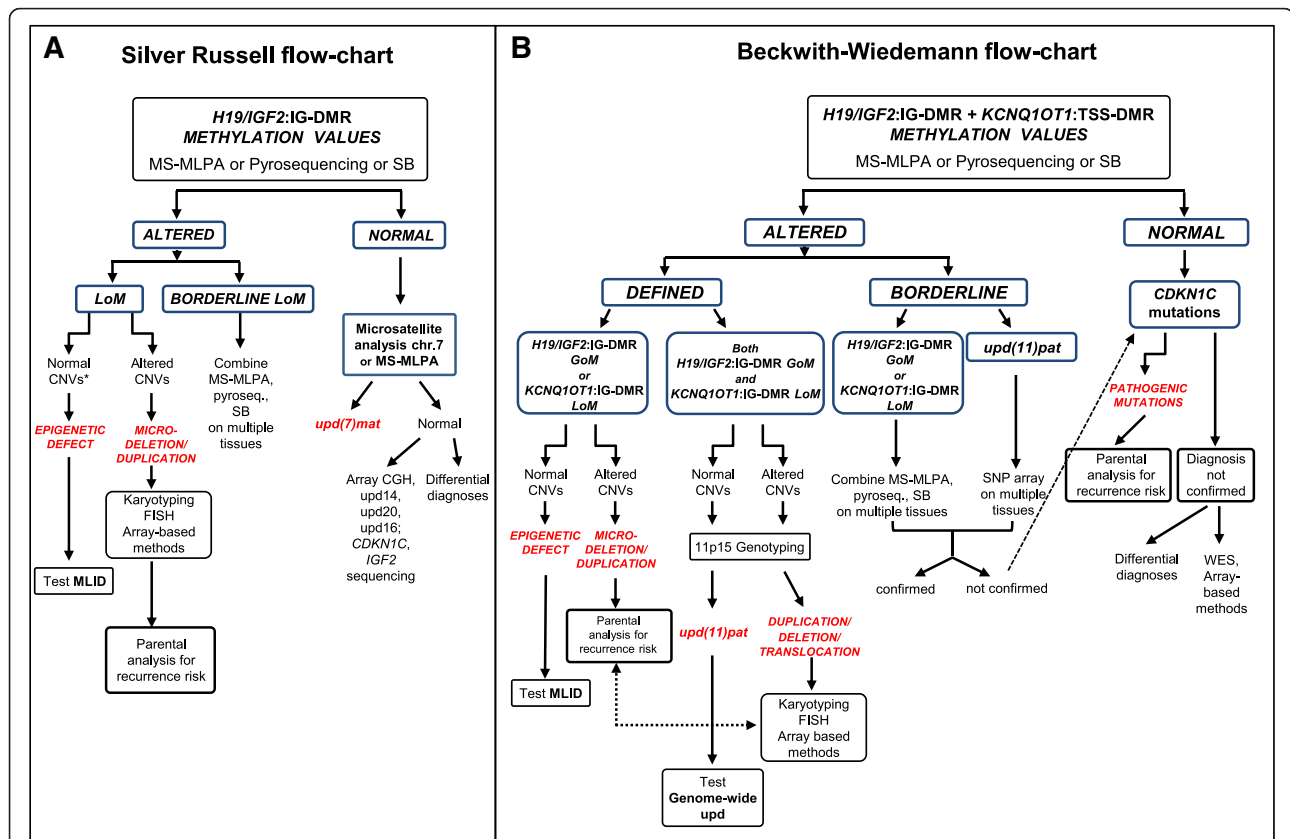 A
Silver Russell flow-chart
H19/IGF2:IG-DMR
METHYLATION VALUES
MS-MLPA or Pyrosequencing or SB
ALTERED
NORMAL
LoM
BORDERLINE LoM
Normal
CNVs*
Altered
CNVs
Combine
MS-MLPA,
pyroseq.,
SB
on multiple
tissues
Microsatellite
analysis chr.7
or MS-MLPA
EPIGENETIC
DEFECT
MICRO-
DELETION/
DUPLICATION
upd(7)mat
Normal
Array CGH,
upd14,
upd20,
upd16;
CDKN1C,
IGF2
sequencing
Differential
diagnoses
Karyotyping
FISH
Array-based
methods
Test MLID
Parental
analysis for
recurrence risk
B
Beckwith-Wiedemann flow-chart
H19/IGF2:IG-DMR + KCNQ1OT1:TSS-DMR
METHYLATION VALUES
MS-MLPA or Pyrosequencing or SB
ALTERED
NORMAL
DEFINED
BORDERLINE
CDKN1C
mutations
H19/IGF2:IG-DMR
GoM
or
KCNQ1OT1:IG-DMR
LoM
Both
H19/IGF2:IG-DMR GoM
and
KCNQ1OT1:IG-DMR LoM
H19/IGF2:IG-DMR
GoM
or
KCNQ1OT1:IG-DMR
LoM
upd(11)pat
PATHOGENIC
MUTATIONS
Normal
CNVs
Altered
CNVs
Normal
CNVs
Altered
CNVs
Combine MS-MLPA,
pyroseq., SB
on multiple tissues
SNP array
on multiple
tissues
Parental
analysis for
recurrence risk
Diagnosis
not
confirmed
EPIGENETIC
DEFECT
MICRO-
DELETION/
DUPLICATION
11p15 Genotyping
confirmed
not confirmed
Differential
diagnoses
WES,
Array-
based
methods
Parental
analysis for
recurrence risk
upd(11)pat
DUPLICATION/
DELETION/
TRANSLOCATION
Test MLID
Karyotyping
FISH
Array based
methods
Test
Genome-wide
upd